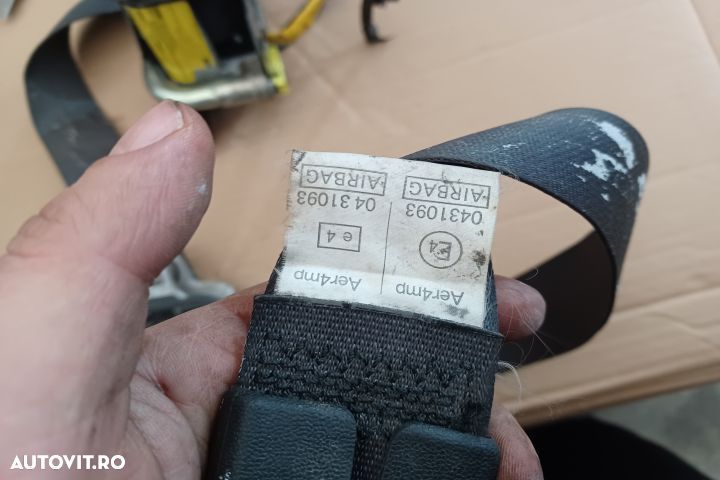 Aer4mp Aer4mp
E4 e 4
0431093 0431093
AIRBAG AIRBAG
AUTOVIT.RO